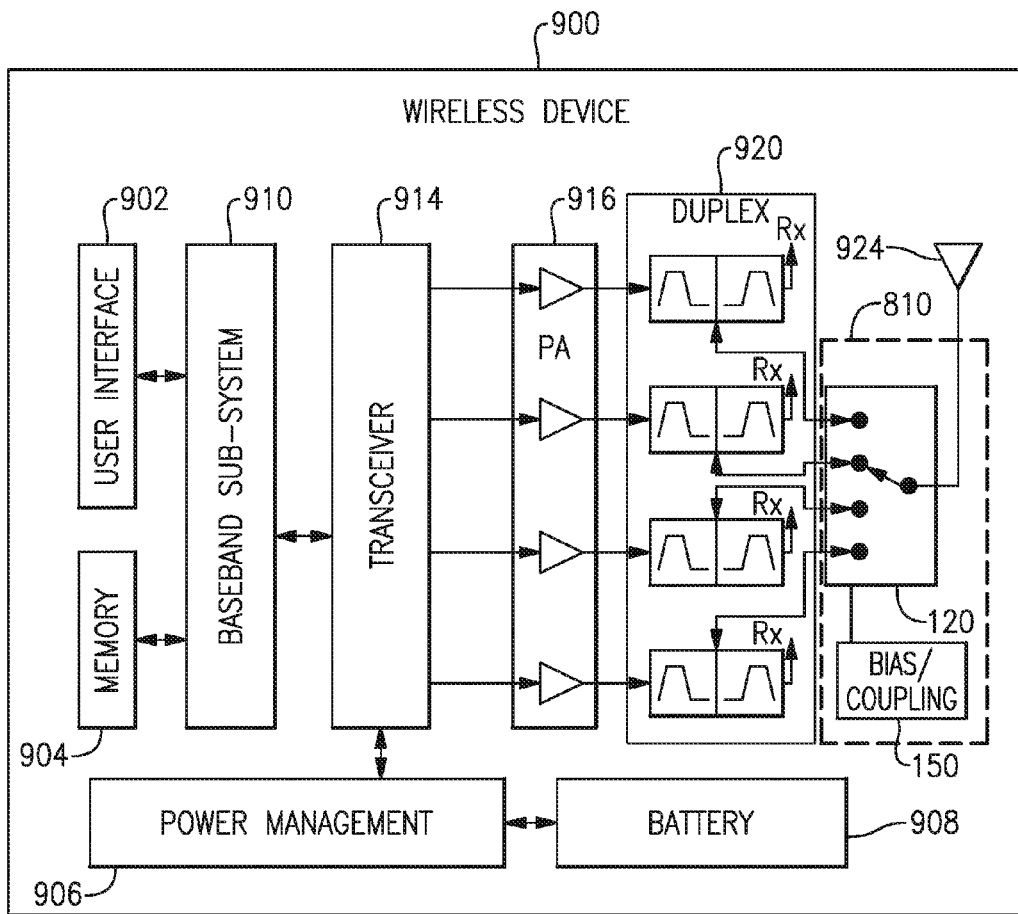 900
WIRELESS DEVICE
902
910
914
916
920
DUPLEX
924
810
USER INTERFACE
MEMORY
BASEBAND SUB-SYSTEM
TRANSCEIVER
PA
Rx
Rx
Rx
Rx
120
BIAS/
COUPLING
150
904
POWER MANAGEMENT
BATTERY
908
906